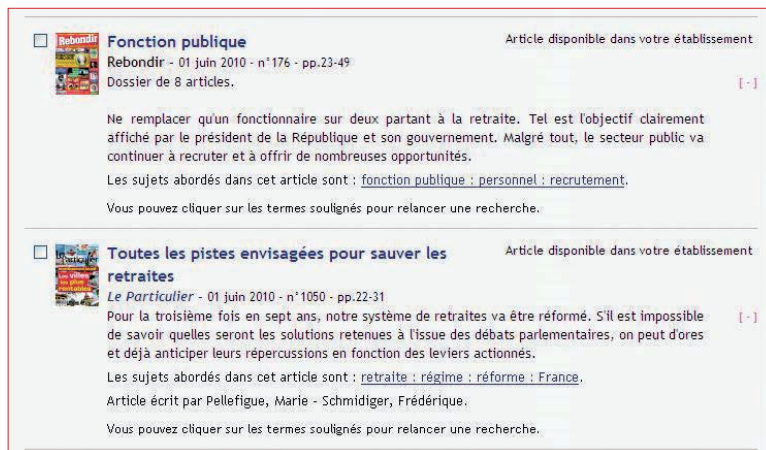 Rebondir
Fonction publique
Article disponible dans votre établissement
Rebondir - 01 juin 2010 - n°176 - pp.23-49
Dossier de 8 articles.
[-]
Ne remplacer qu'un fonctionnaire sur deux partant à la retraite. Tel est l'objectif clairement
affiché par le président de la République et son gouvernement. Malgré tout, le secteur public va
continuer à recruter et à offrir de nombreuses opportunités.
Les sujets abordés dans cet article sont : fonction publique : personnel : recrutement.
Vous pouvez cliquer sur les termes soulignés pour relancer une recherche.
Toutes les pistes envisagées pour sauver les
retraites
Article disponible dans votre établissement
Le Particulier - 01 juin 2010 - n°1050 - pp.22-31
Pour la troisième fois en sept ans, notre système de retraites va être réformé. S'il est impossible
[-]
de savoir quelles seront les solutions retenues à l'issue des débats parlementaires, on peut d'ores
et déjà anticiper leurs répercussions en fonction des leviers actionnés.
Les sujets abordés dans cet article sont : retraite : régime : réforme : France.
Article écrit par Pellefigue, Marie - Schmidiger, Frédérique.
Vous pouvez cliquer sur les termes soulignés pour relancer une recherche.